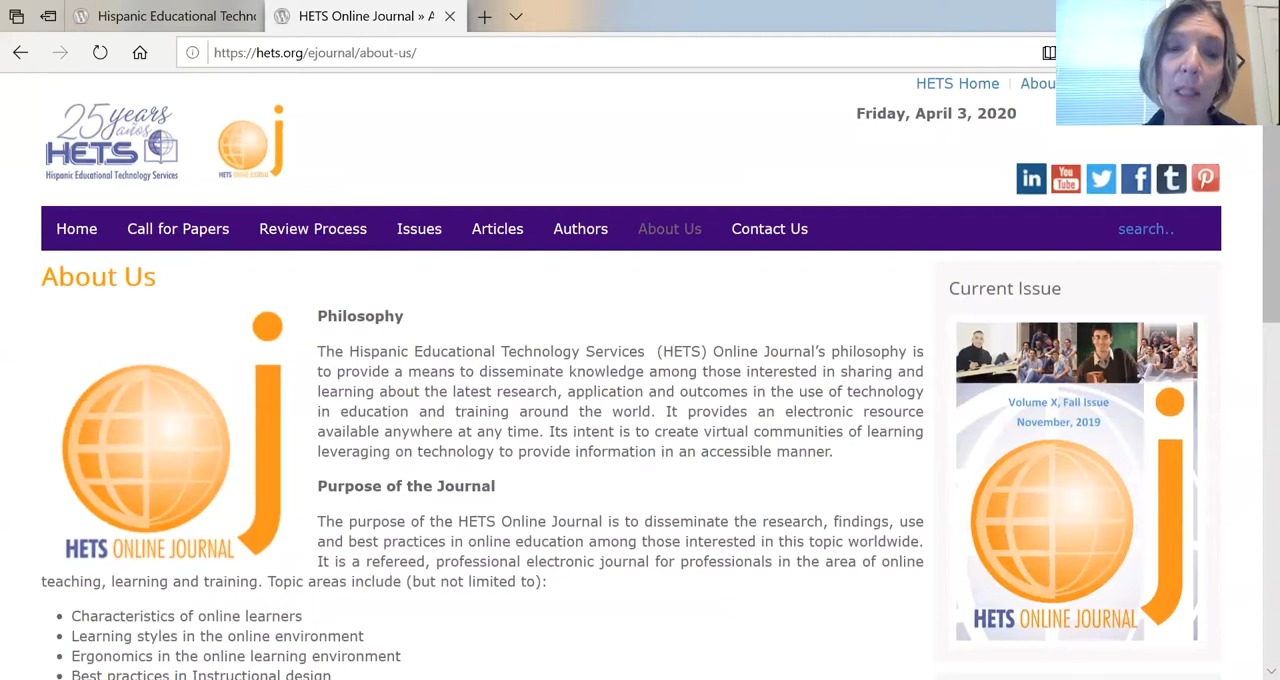 Hispanic Educational Techn
HETS Online Journal » A
https://hets.org/ejournal/about-us/
HETS Home | Abou
Friday, April 3, 2020
25 years
años
HETS
Hispanic Educational Technology Services
j
HETS ONLINE JOURNAL
in You Tube f t
Home Call for Papers Review Process Issues Articles Authors About Us Contact Us search..
About Us
j
HETS ONLINE JOURNAL
Philosophy
The Hispanic Educational Technology Services (HETS) Online Journal’s philosophy is
to provide a means to disseminate knowledge among those interested in sharing and
learning about the latest research, application and outcomes in the use of technology
in education and training around the world. It provides an electronic resource
available anywhere at any time. Its intent is to create virtual communities of learning
leveraging on technology to provide information in an accessible manner.
Purpose of the Journal
The purpose of the HETS Online Journal is to disseminate the research, findings, use
and best practices in online education among those interested in this topic worldwide.
It is a refereed, professional electronic journal for professionals in the area of online
teaching, learning and training. Topic areas include (but not limited to):
Characteristics of online learners
Learning styles in the online environment
Ergonomics in the online learning environment
Best practices in Instructional design
Current Issue
Volume X, Fall Issue
November, 2019
j
HETS ONLINE JOURNAL